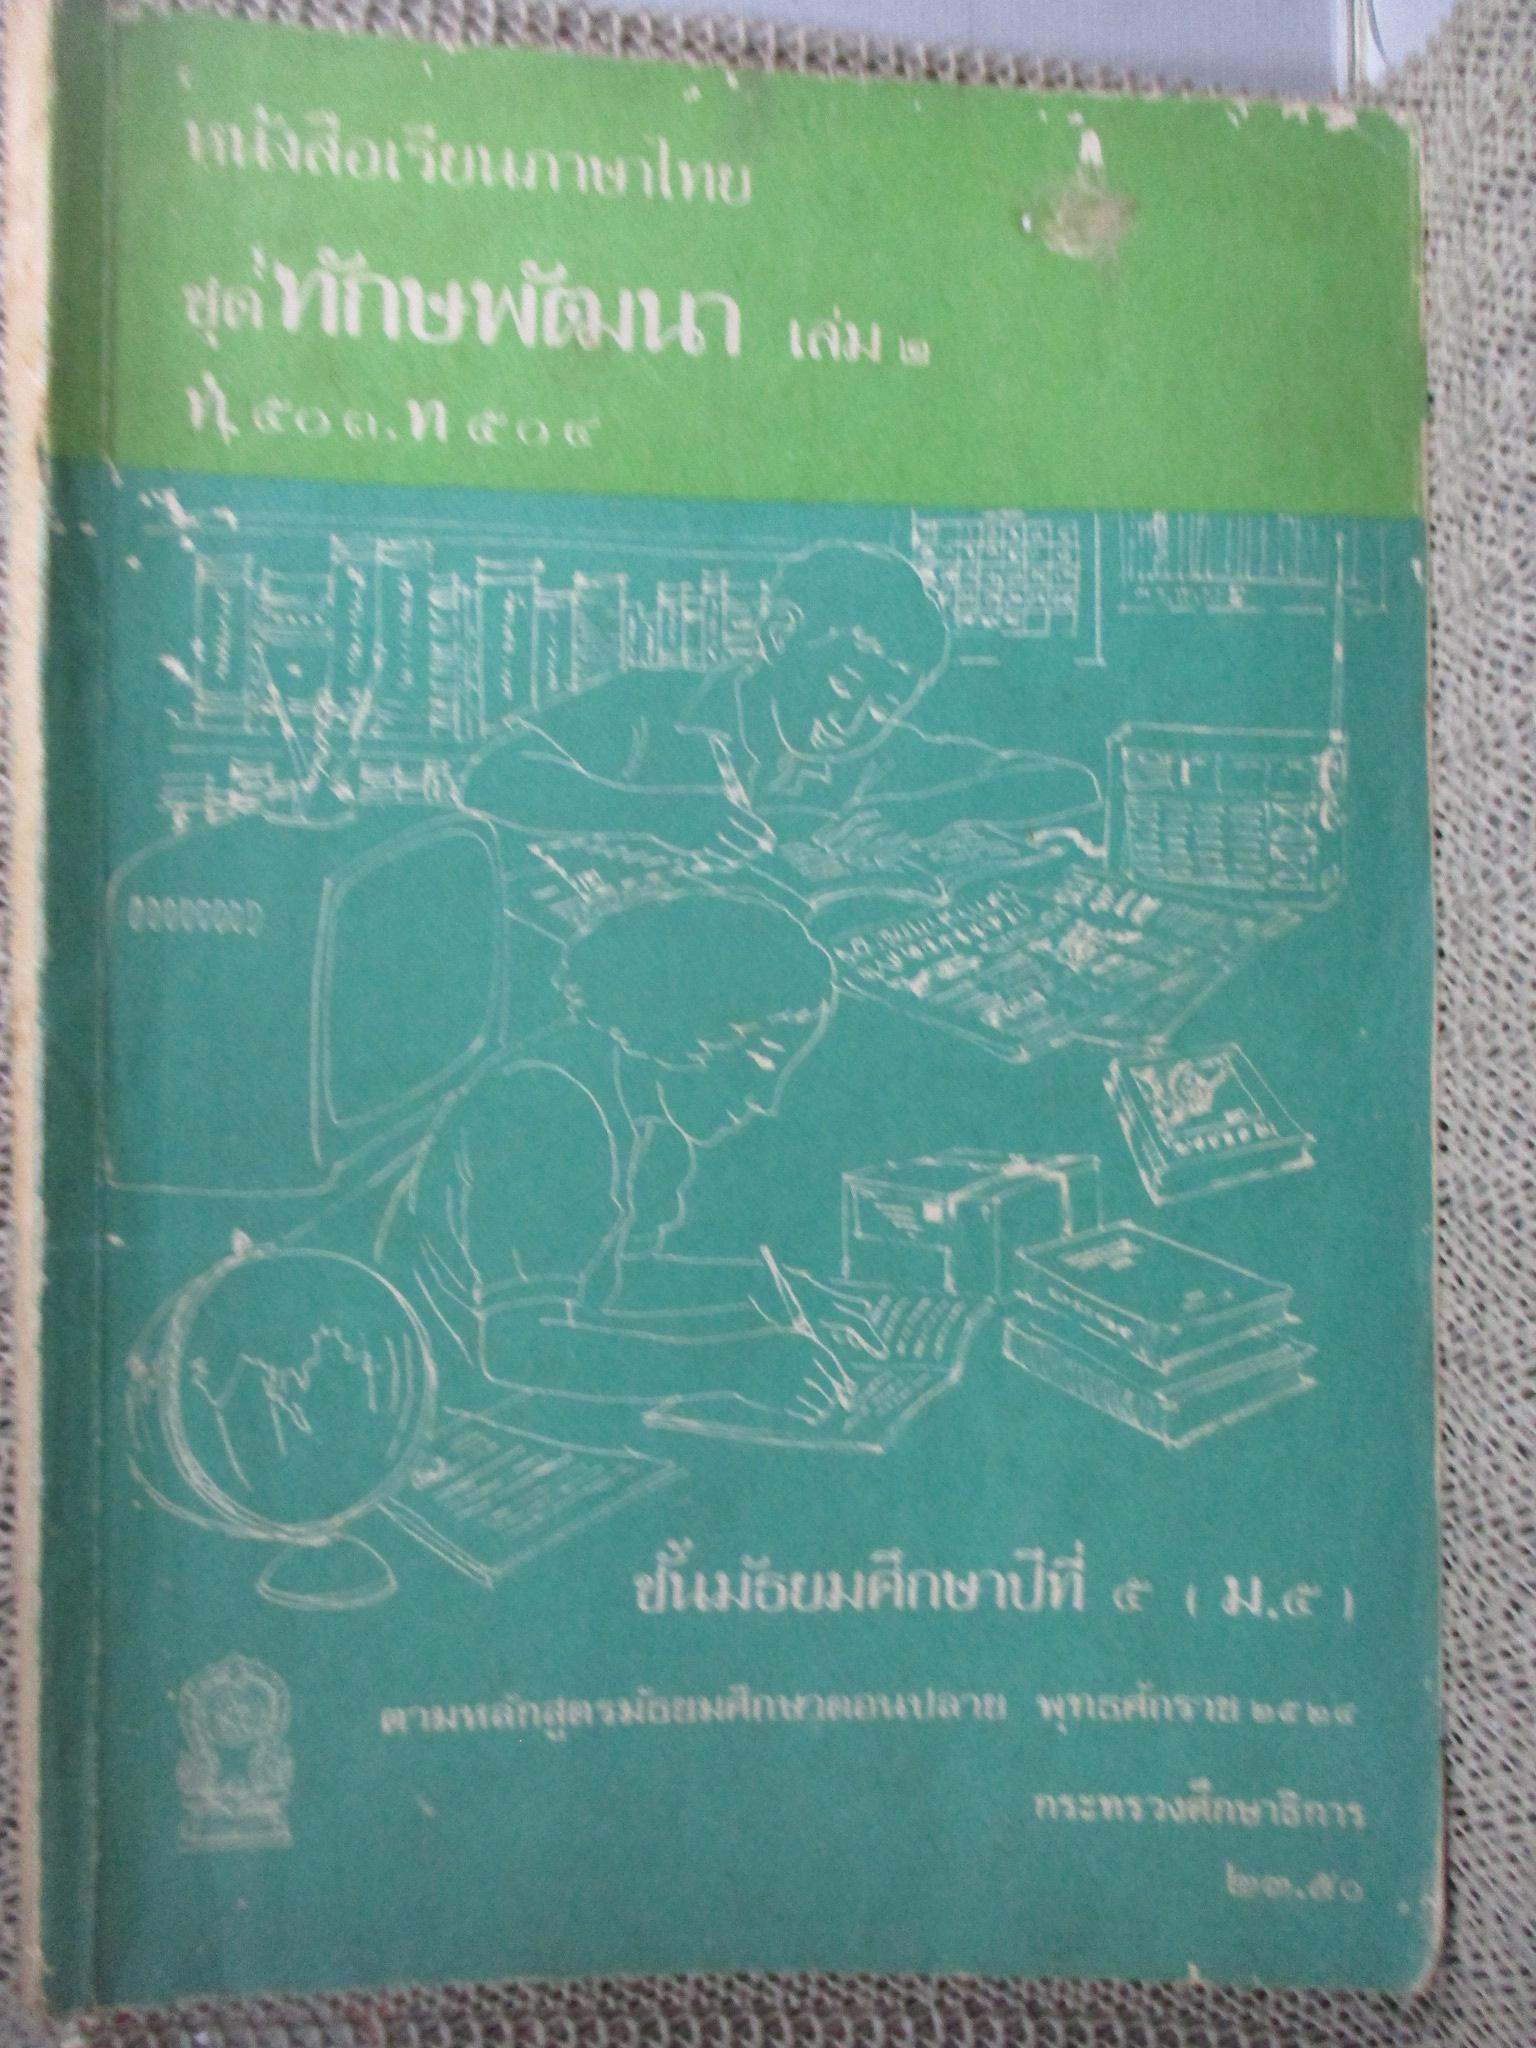 หนังสือเรียนภาษาไทย
ชุด ทักษพัฒนา เล่ม ๒
ท ๕๐๓. ท ๕๐๔
ชั้นมัธยมศึกษาปีที่ ๕ ( ม.๕ )
ตามหลักสูตรมัธยมศึกษาตอนปลาย พุทธศักราช ๒๕๒๔
กระทรวงศึกษาธิการ
๒๓.๕๐